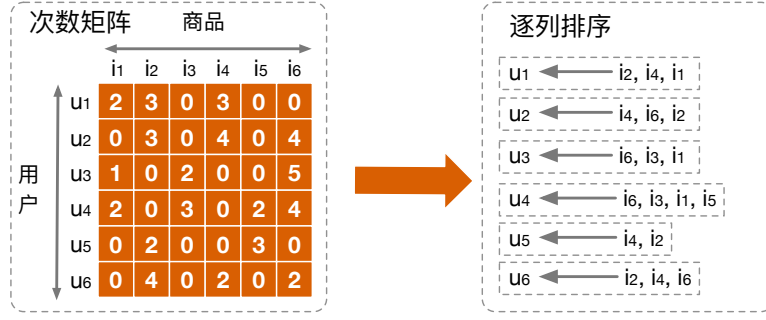 次数矩阵 商品
i1 i2 i3 i4 i5 i6
u1 2 3 0 3 0 0
u2 0 3 0 4 0 4
u3 1 0 2 0 0 5
u4 2 0 3 0 2 4
u5 0 2 0 0 3 0
u6 0 4 0 2 0 2
用户
逐列排序
u1 i2, i4, i1
u2 i4, i6, i2
u3 i6, i3, i1
u4 i6, i3, i1, i5
u5 i4, i2
u6 i2, i4, i6